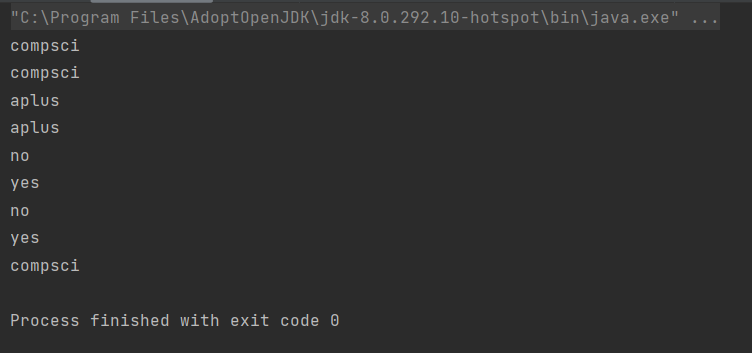 "C:\Program Files\AdoptOpenJDK\jdk-8.0.292.10-hotspot\bin\java.exe" ...
compsci
compsci
aplus
aplus
no
yes
no
yes
compsci
Process finished with exit code 0